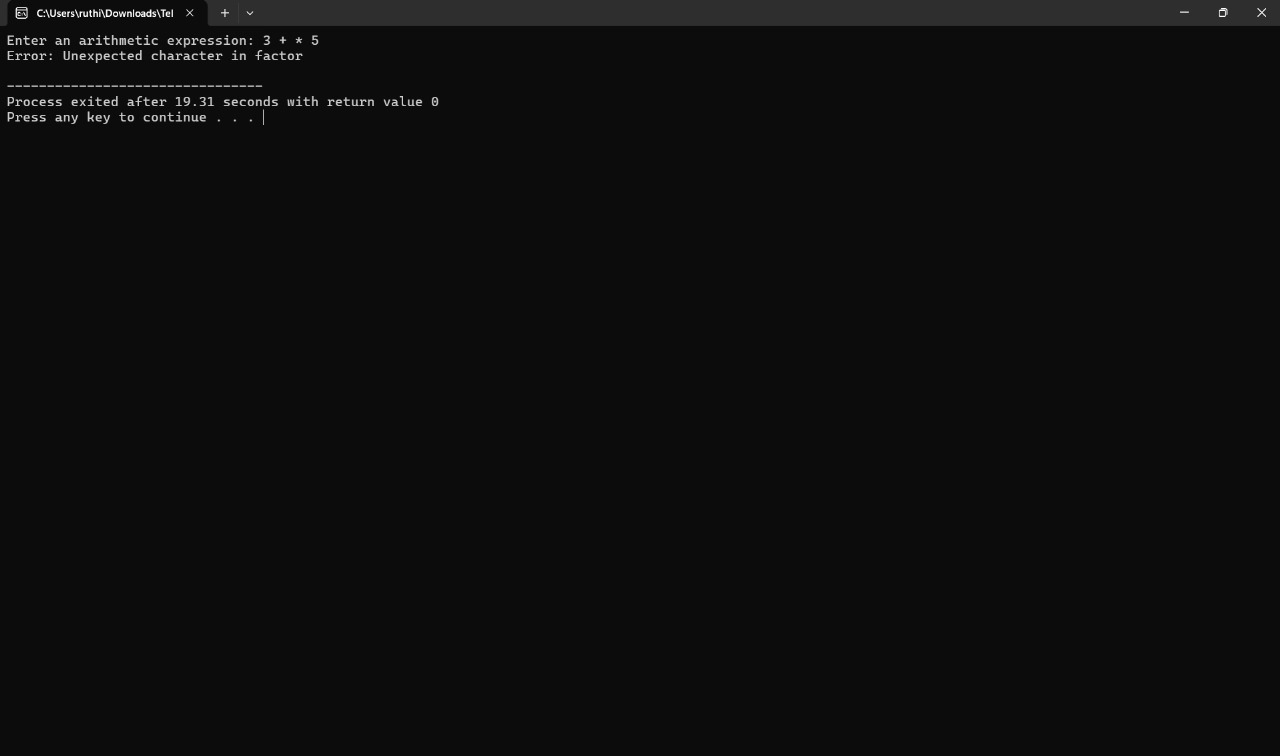 C:\Users\ruthi\Downloads\Tel
Enter an arithmetic expression: 3 + * 5
Error: Unexpected character in factor
--------------------------------
Process exited after 19.31 seconds with return value 0
Press any key to continue . . .